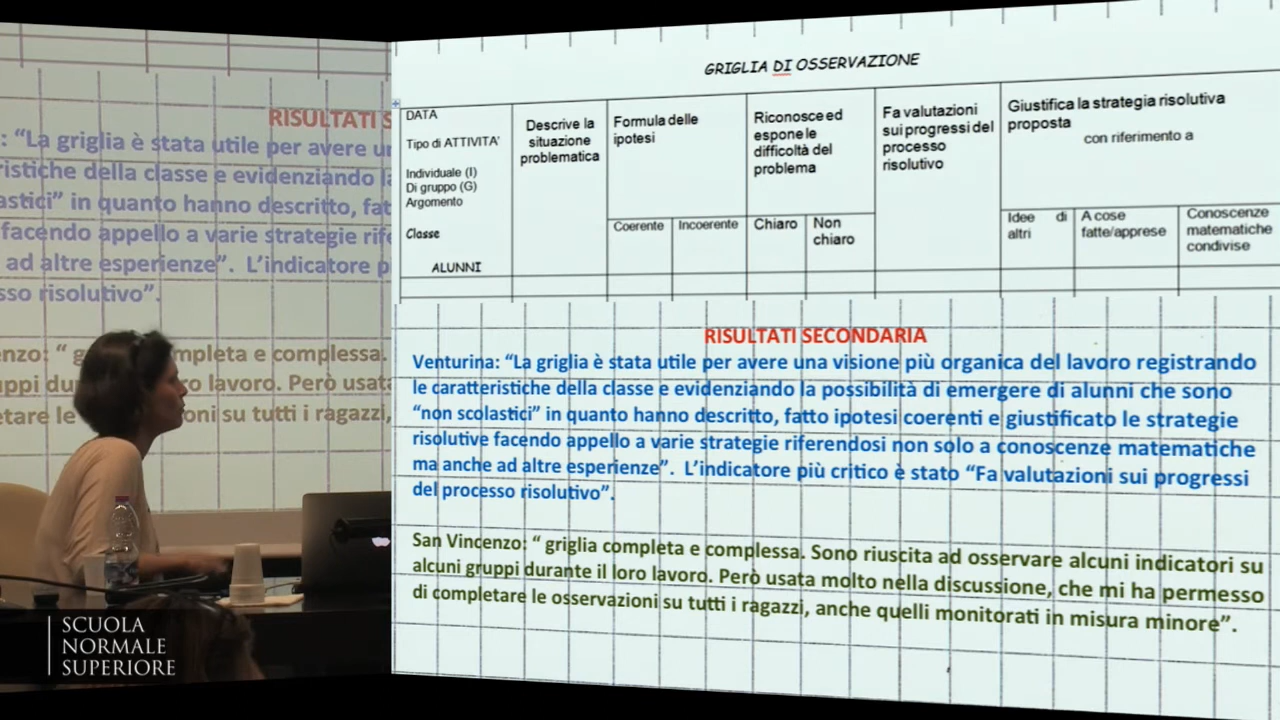 RISULTATI S
: “La griglia è stata utile per avere un
ristiche della classe e evidenziando la
astici” in quanto hanno descritto, fat
facendo appello a varie strategie rife
ad altre esperienze”. L’indicatore p
sso risolutivo”.
nzo: “ g mpleta e complessa.
ppi du ro lavoro. Però usata
etare le oni su tutti i ragazzi,
SCUOLA
NORMALE
SUPERIORE
GRIGLIA DI OSSERVAZIONE
DATA
Tipo di ATTIVITA’
Individuale (I)
Di gruppo (G)
Argomento
Classe
ALUNNI
Descrive la
situazione
problematica
Formula delle
ipotesi
Coerente
Incoerente
Riconosce ed
espone le
difficoltà del
problema
Chiaro
Non
chiaro
Fa valutazioni
sui progressi del
processo
risolutivo
Giustifica la strategia risolutiva
proposta
con riferimento a
Idee di
altri
A cose
fatte/apprese
Conoscenze
matematiche
condivise
RISULTATI SECONDARIA
Venturina: “La griglia è stata utile per avere una visione più organica del lavoro registrando
le caratteristiche della classe e evidenziando la possibilità di emergere di alunni che sono
“non scolastici” in quanto hanno descritto, fatto ipotesi coerenti e giustificato le strategie
risolutive facendo appello a varie strategie riferendosi non solo a conoscenze matematiche
ma anche ad altre esperienze”. L’indicatore più critico è stato “Fa valutazioni sui progressi
del processo risolutivo”.
San Vincenzo: “ griglia completa e complessa. Sono riuscita ad osservare alcuni indicatori su
alcuni gruppi durante il loro lavoro. Però usata molto nella discussione, che mi ha permesso
di completare le osservazioni su tutti i ragazzi, anche quelli monitorati in misura minore”.